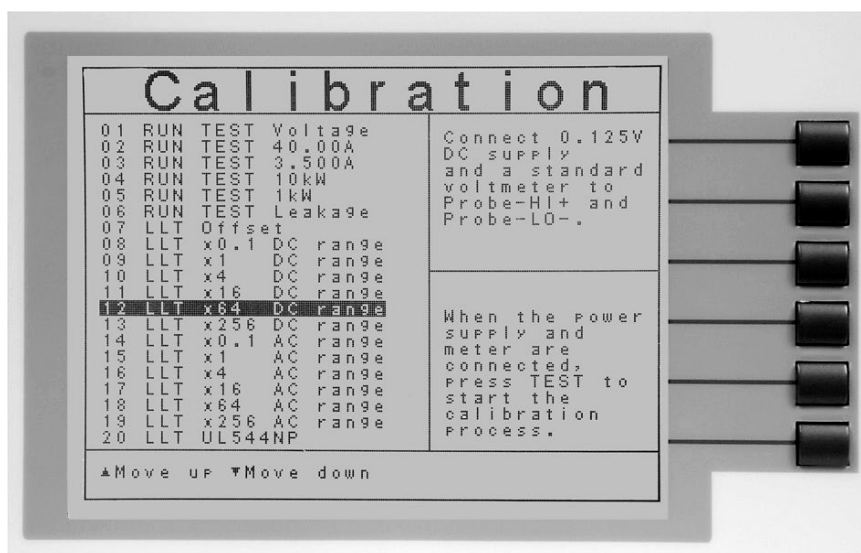 Calibration
01 RUN TEST Voltage
02 RUN TEST 40.00A
03 RUN TEST 3.500A
04 RUN TEST 10kW
05 RUN TEST 1kW
06 RUN TEST Leakage
07 LLT Offset
08 LLT x0.1 DC range
09 LLT x1 DC range
10 LLT x4 DC range
11 LLT x16 DC range
12 LLT x64 DC range
13 LLT x256 DC range
14 LLT x0.1 AC range
15 LLT x1 AC range
16 LLT x4 AC range
17 LLT x16 AC range
18 LLT x64 AC range
19 LLT x256 AC range
20 LLT UL544NP
Connect 0.125V
DC supply
and a standard
voltmeter to
Probe-HI+ and
Probe-LO-.
When the power
supply and
meter are
connected,
press TEST to
start the
calibration
process.
▲Move up ▼Move down